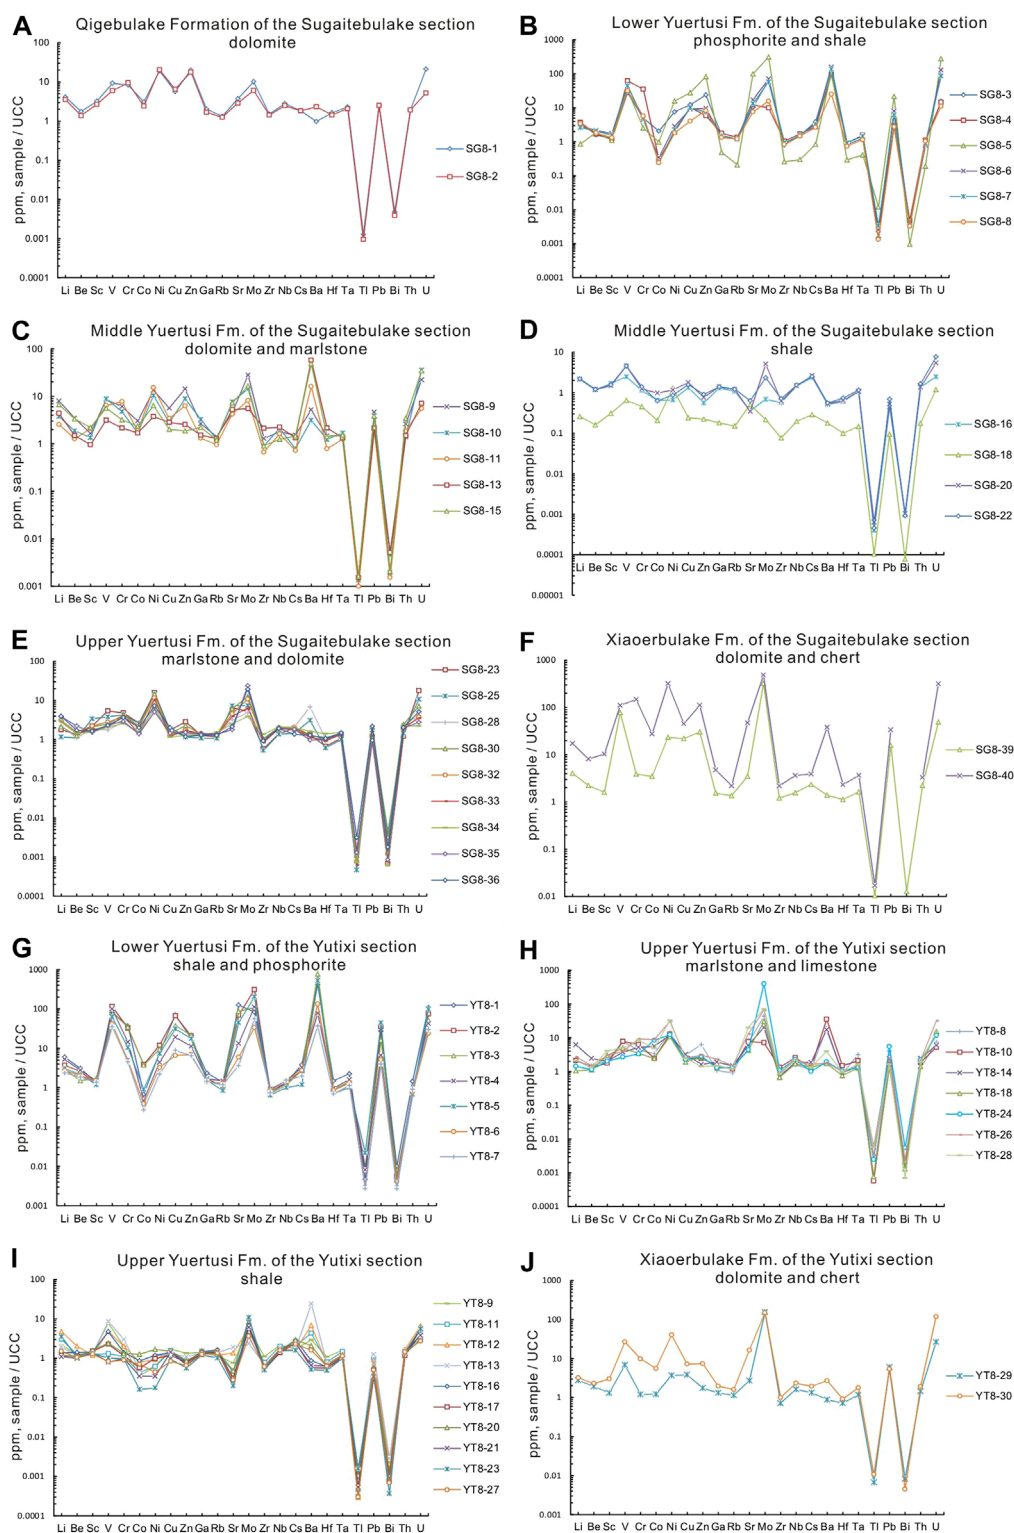 A
Qigebulake Formation of the Sugaitebulake section
dolomite
ppm, sample / UCC
100
10
1
0.1
0.01
0.001
0.0001
Li Be Sc V Cr Co Ni Cu Zn Ga Rb Sr Mo Zr Nb Cs Ba Hf Ta Tl Pb Bi Th U
SG8-1
SG8-2
B
Lower Yuertusi Fm. of the Sugaitebulake section
phosphorite and shale
ppm, sample / UCC
1000
100
10
1
0.1
0.01
0.001
0.0001
Li Be Sc V Cr Co Ni Cu Zn Ga Rb Sr Mo Zr Nb Cs Ba Hf Ta Tl Pb Bi Th U
SG8-3
SG8-4
SG8-5
SG8-6
SG8-7
SG8-8
C
Middle Yuertusi Fm. of the Sugaitebulake section
dolomite and marlstone
ppm, sample / UCC
100
10
1
0.1
0.01
0.001
Li Be Sc V Cr Co Ni Cu Zn Ga Rb Sr Mo Zr Nb Cs Ba Hf Ta Tl Pb Bi Th U
SG8-9
SG8-10
SG8-11
SG8-13
SG8-15
D
Middle Yuertusi Fm. of the Sugaitebulake section
shale
ppm, sample / UCC
10
1
0.1
0.01
0.001
0.0001
0.00001
Li Be Sc V Cr Co Ni Cu Zn Ga Rb Sr Mo Zr Nb Cs Ba Hf Ta Tl Pb Bi Th U
SG8-16
SG8-18
SG8-20
SG8-22
E
Upper Yuertusi Fm. of the Sugaitebulake section
marlstone and dolomite
ppm, sample / UCC
100
10
1
0.1
0.01
0.001
0.0001
Li Be Sc V Cr Co Ni Cu Zn Ga Rb Sr Mo Zr Nb Cs Ba Hf Ta Tl Pb Bi Th U
SG8-23
SG8-25
SG8-28
SG8-30
SG8-32
SG8-33
SG8-34
SG8-35
SG8-36
F
Xiaoerbulake Fm. of the Sugaitebulake section
dolomite and chert
ppm, sample / UCC
1000
100
10
1
0.1
0.01
Li Be Sc V Cr Co Ni Cu Zn Ga Rb Sr Mo Zr Nb Cs Ba Hf Ta Tl Pb Bi Th U
SG8-39
SG8-40
G
Lower Yuertusi Fm. of the Yutixi section
shale and phosphorite
ppm, sample / UCC
1000
100
10
1
0.1
0.01
0.001
Li Be Sc V Cr Co Ni Cu Zn Ga Rb Sr Mo Zr Nb Cs Ba Hf Ta Tl Pb Bi Th U
YT8-1
YT8-2
YT8-3
YT8-4
YT8-5
YT8-6
YT8-7
H
Upper Yuertusi Fm. of the Yutixi section
marlstone and limestone
ppm, sample / UCC
1000
100
10
1
0.1
0.01
0.001
0.0001
Li Be Sc V Cr Co Ni Cu Zn Ga Rb Sr Mo Zr Nb Cs Ba Hf Ta Tl Pb Bi Th U
YT8-8
YT8-10
YT8-14
YT8-18
YT8-24
YT8-26
YT8-28
I
Upper Yuertusi Fm. of the Yutixi section
shale
ppm, sample / UCC
100
10
1
0.1
0.01
0.001
0.0001
Li Be Sc V Cr Co Ni Cu Zn Ga Rb Sr Mo Zr Nb Cs Ba Hf Ta Tl Pb Bi Th U
YT8-9
YT8-11
YT8-12
YT8-13
YT8-16
YT8-17
YT8-20
YT8-21
YT8-23
YT8-27
J
Xiaoerbulake Fm. of the Yutixi section
dolomite and chert
ppm, sample / UCC
1000
100
10
1
0.1
0.01
0.001
Li Be Sc V Cr Co Ni Cu Zn Ga Rb Sr Mo Zr Nb Cs Ba Hf Ta Tl Pb Bi Th U
YT8-29
YT8-30